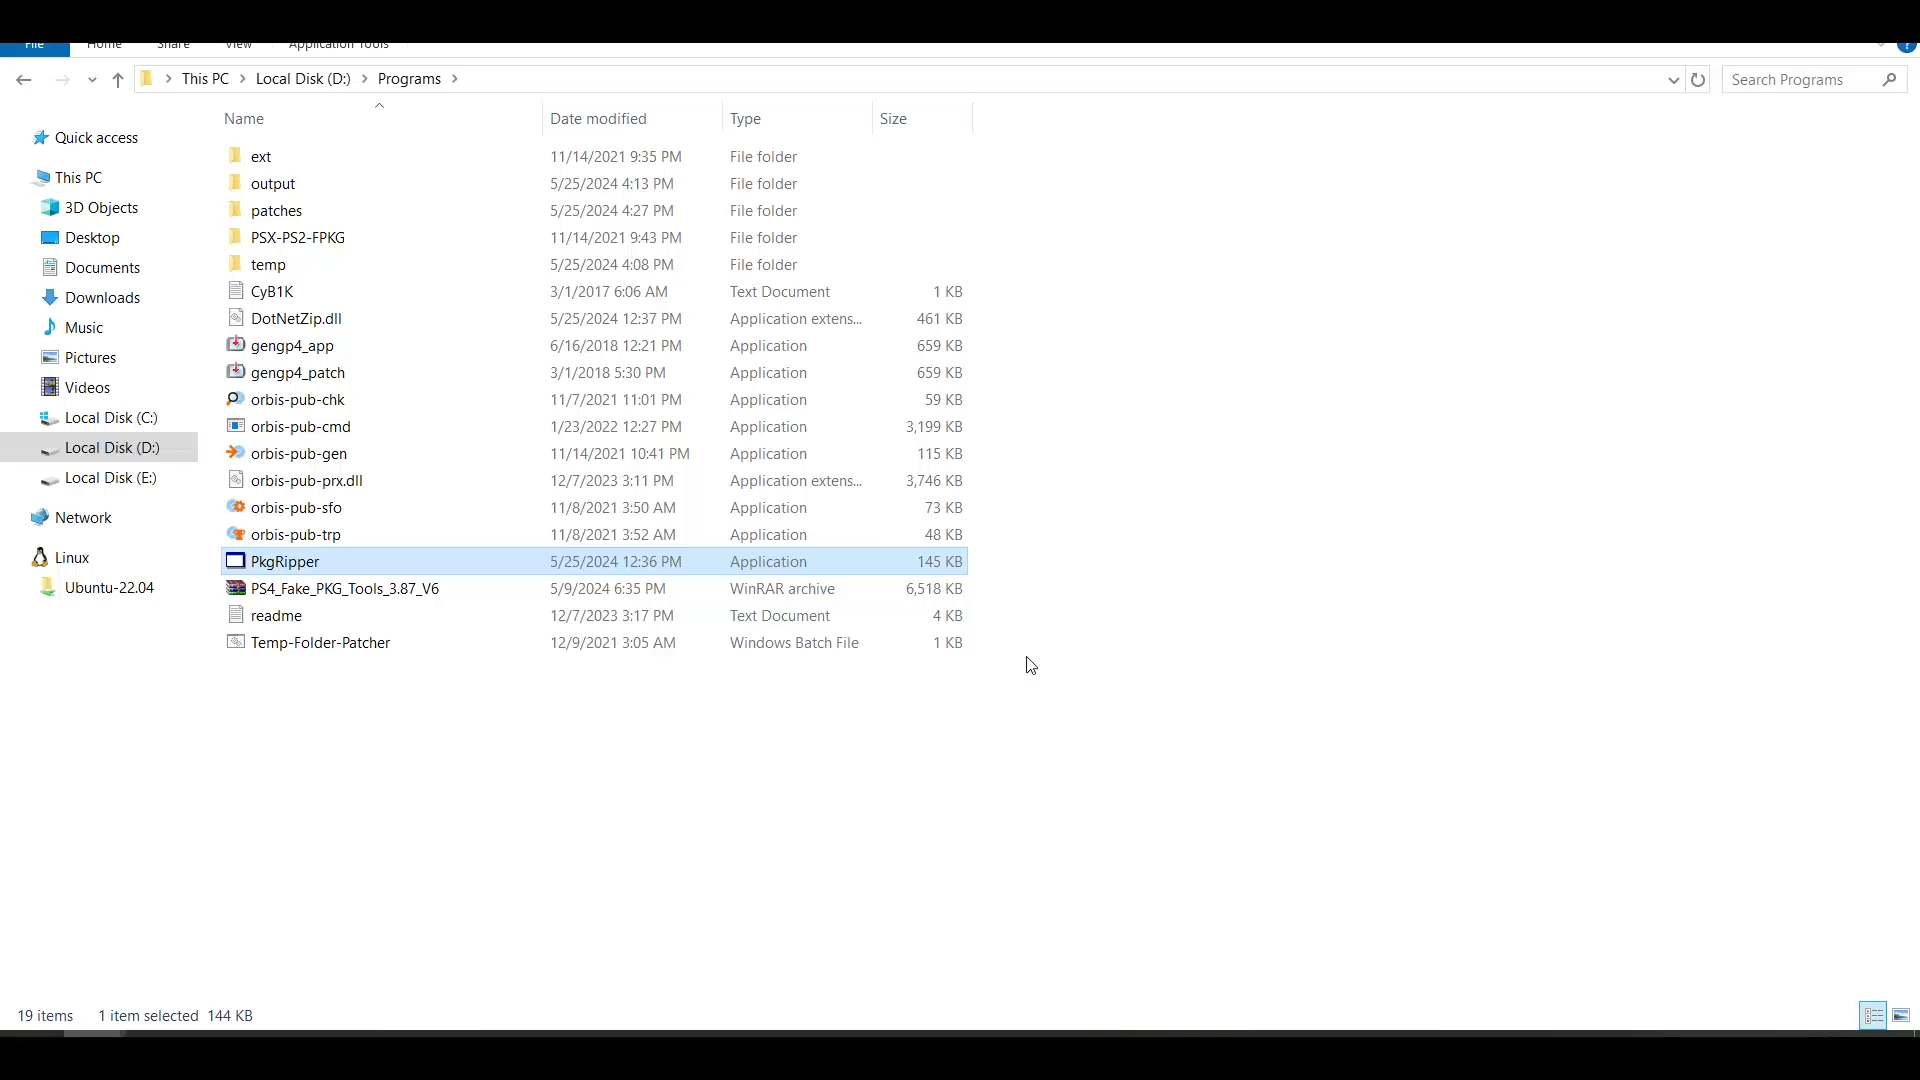 File Home Share View Application Tools
This PC Local Disk (D:) Programs Search Programs
Name Date modified Type Size
Quick access
This PC
3D Objects
Desktop
Documents
Downloads
Music
Pictures
Videos
Local Disk (C:)
Local Disk (D:)
Local Disk (E:)
Network
Linux
Ubuntu-22.04
ext 11/14/2021 9:35 PM File folder
output 5/25/2024 4:13 PM File folder
patches 5/25/2024 4:27 PM File folder
PSX-PS2-FPKG 11/14/2021 9:43 PM File folder
temp 5/25/2024 4:08 PM File folder
CyB1K 3/1/2017 6:06 AM Text Document 1 KB
DotNetZip.dll 5/25/2024 12:37 PM Application extens... 461 KB
gengp4_app 6/16/2018 12:21 PM Application 659 KB
gengp4_patch 3/1/2018 5:30 PM Application 659 KB
orbis-pub-chk 11/7/2021 11:01 PM Application 59 KB
orbis-pub-cmd 1/23/2022 12:27 PM Application 3,199 KB
orbis-pub-gen 11/14/2021 10:41 PM Application 115 KB
orbis-pub-prx.dll 12/7/2023 3:11 PM Application extens... 3,746 KB
orbis-pub-sfo 11/8/2021 3:50 AM Application 73 KB
orbis-pub-trp 11/8/2021 3:52 AM Application 48 KB
PkgRipper 5/25/2024 12:36 PM Application 145 KB
PS4_Fake_PKG_Tools_3.87_V6 5/9/2024 6:35 PM WinRAR archive 6,518 KB
readme 12/7/2023 3:17 PM Text Document 4 KB
Temp-Folder-Patcher 12/9/2021 3:05 AM Windows Batch File 1 KB
19 items 1 item selected 144 KB